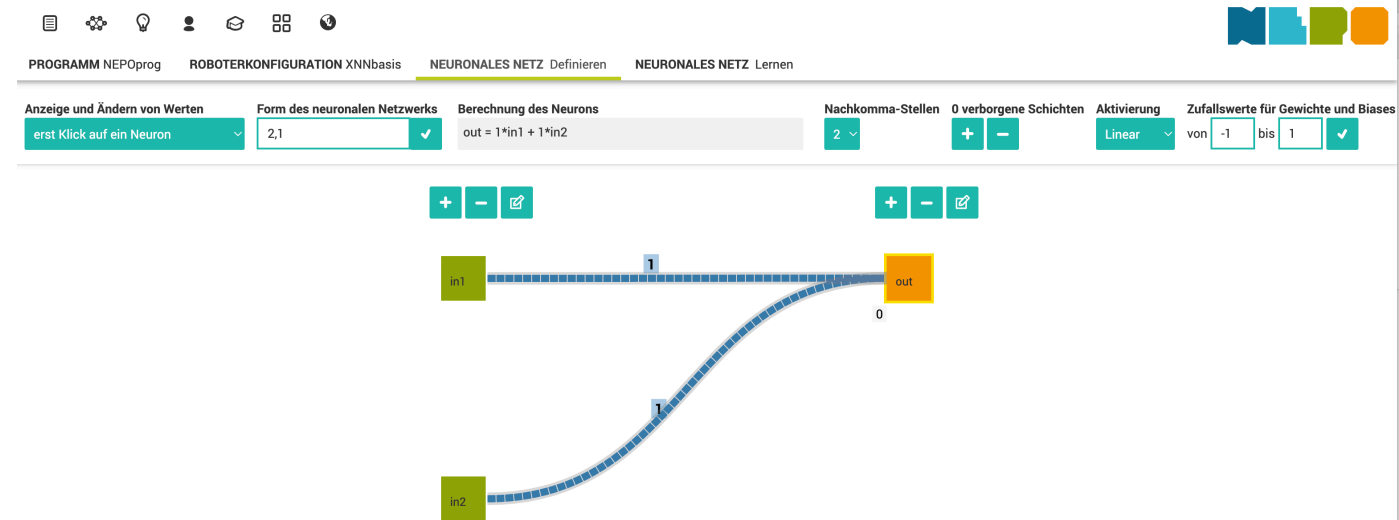 PROGRAMM NEPOprog ROBOTERKONFIGURATION XNNbasis NEURONALES NETZ Definieren NEURONALES NETZ Lernen
Anzeige und Ändern von Werten Form des neuronalen Netzwerks Berechnung des Neurons Nachkomma-Stellen 0 verborgene Schichten Aktivierung Zufallswerte für Gewichte und Biases
erst Klick auf ein Neuron 2,1 out = 1*in1 + 1*in2 2 + − Linear von -1 bis 1
+ − + −
1
in1 out
0
1
in2